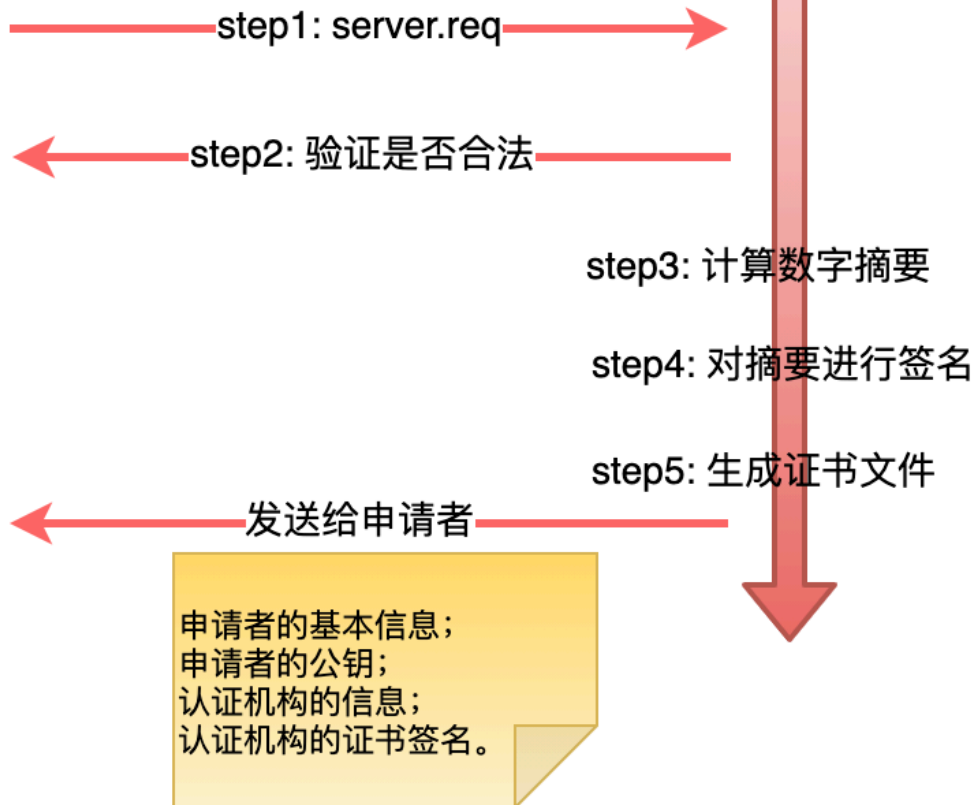 step1: server.req
step2: 验证是否合法
step3: 计算数字摘要
step4: 对摘要进行签名
step5: 生成证书文件
发送给申请者
申请者的基本信息；
申请者的公钥；
认证机构的信息；
认证机构的证书签名。